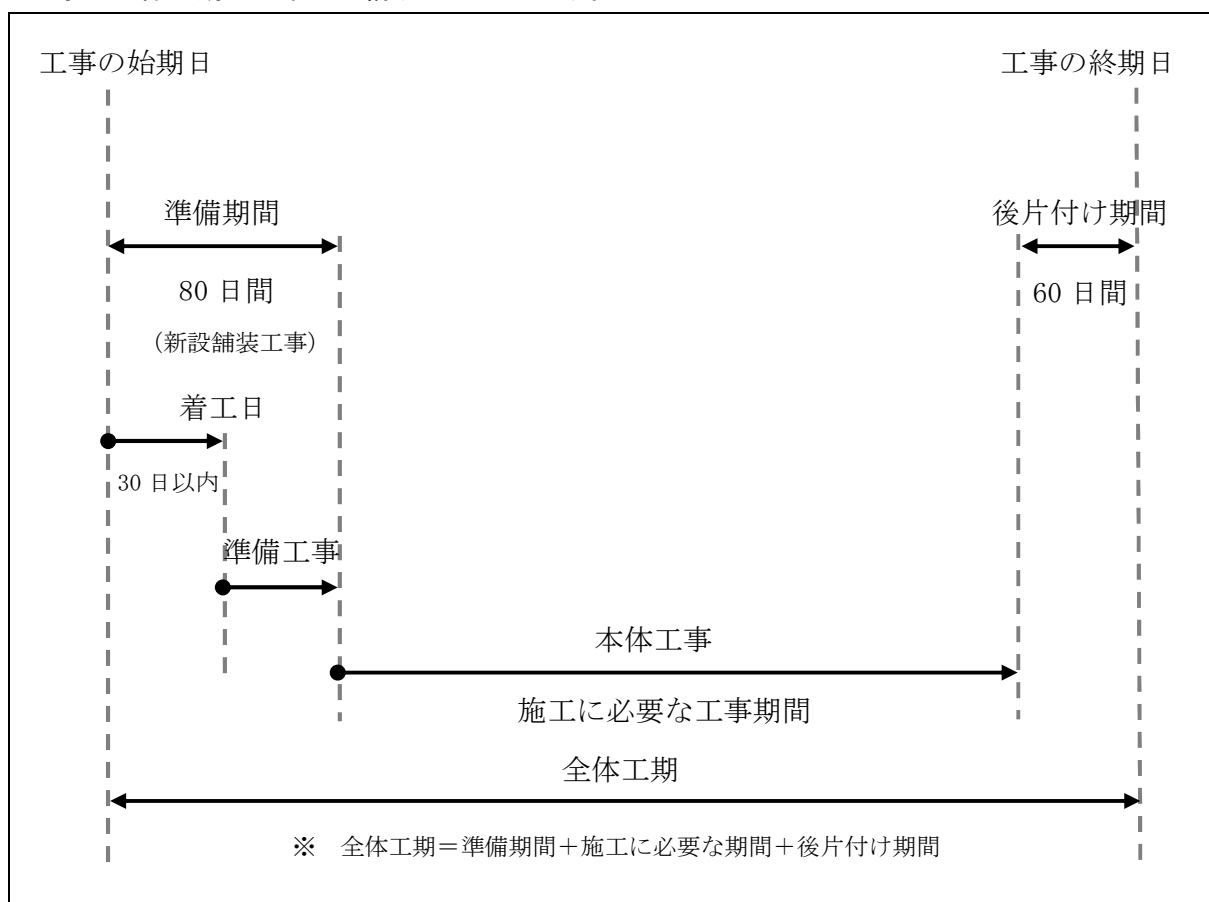 工事の始期日
工事の終期日
準備期間
後片付け期間
80 日間
60 日間
(新設舗装工事)
着工日
30 日以内
準備工事
本体工事
施工に必要な工事期間
全体工期
※ 全体工期＝準備期間＋施工に必要な期間＋後片付け期間